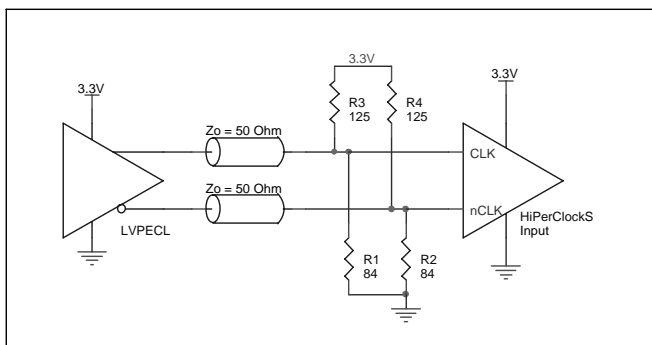 3.3V
3.3V
3.3V
R3
125
R4
125
Zo = 50 Ohm
CLK
Zo = 50 Ohm
nCLK
HiPerClockS
Input
LVPECL
R1
84
R2
84